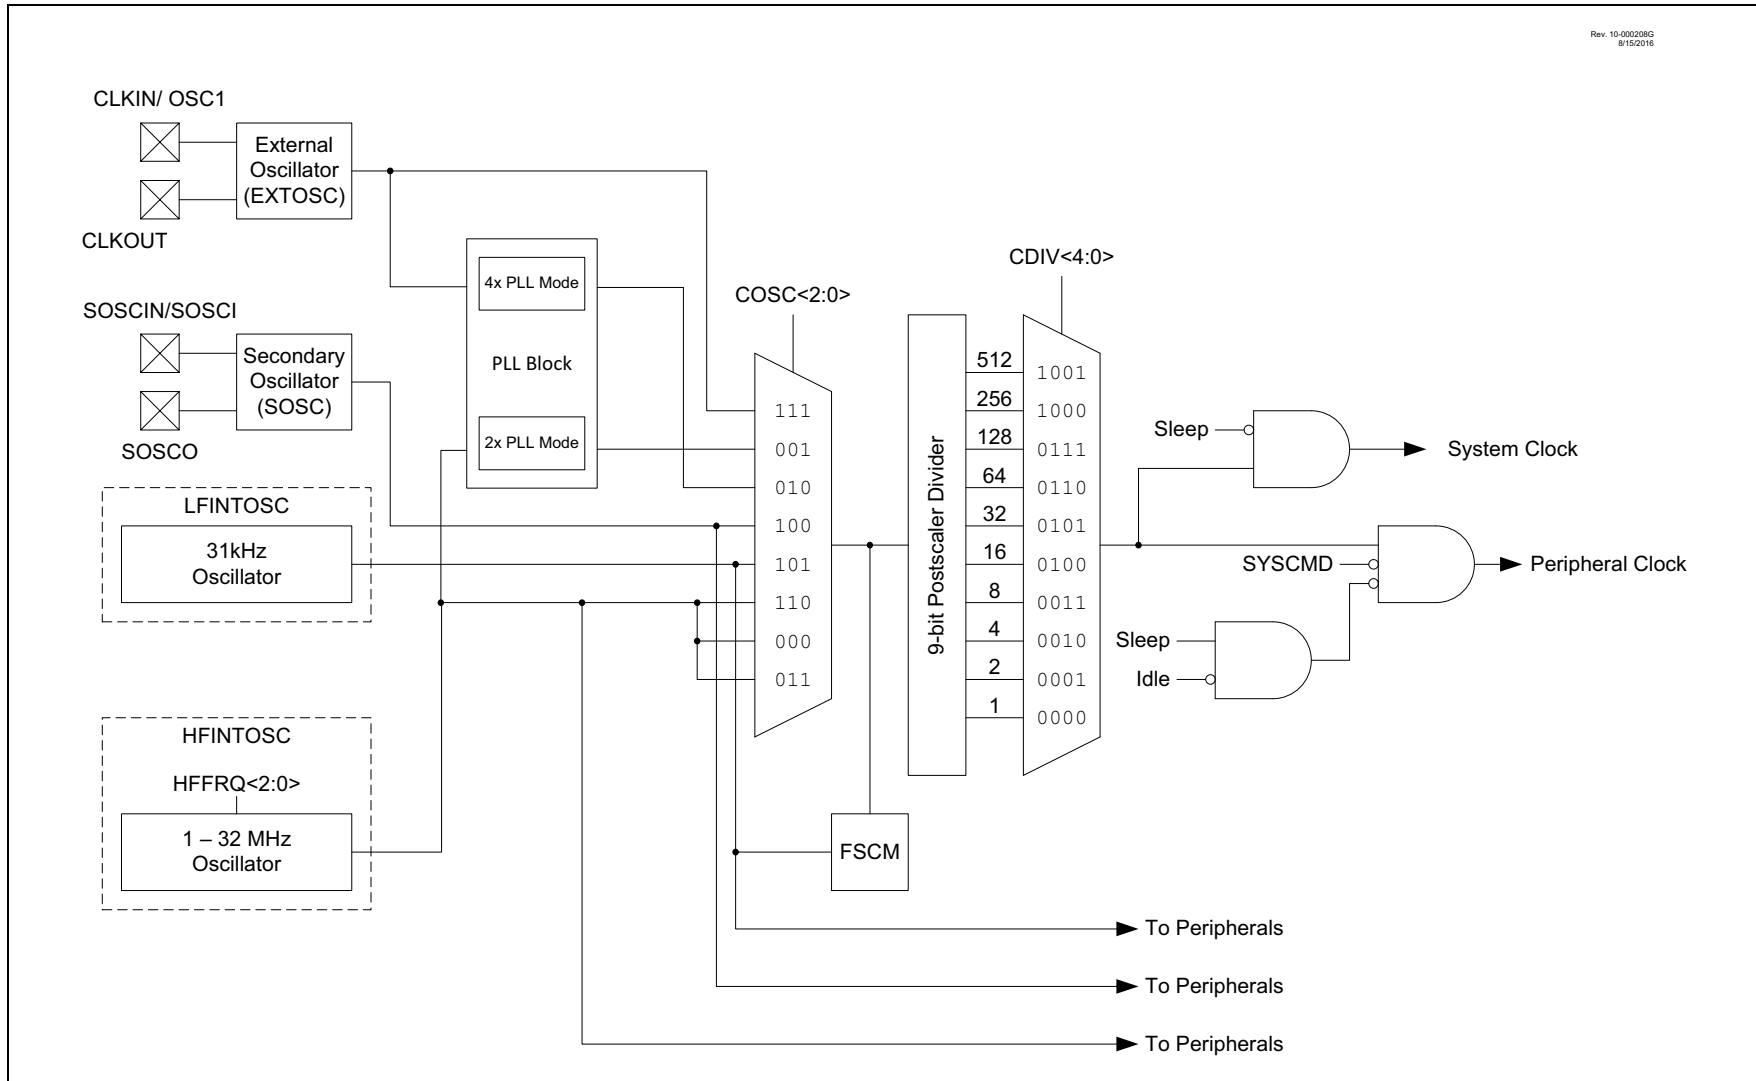 Rev. 10-000208G
8/15/2016
CLKIN/ OSC1
External
Oscillator
(EXTOSC)
CLKOUT
SOSCIN/SOSCI
Secondary
Oscillator
(SOSC)
SOSCO
LFINTOSC
31kHz
Oscillator
HFINTOSC
HFFRQ<2:0>
1 – 32 MHz
Oscillator
4x PLL Mode
PLL Block
2x PLL Mode
COSC<2:0>
111
001
010
100
101
110
000
011
FSCM
9-bit Postscaler Divider
512
256
128
64
32
16
8
4
2
1
CDIV<4:0>
1001
1000
0111
0110
0101
0100
0011
0010
0001
0000
Sleep
System Clock
SYSCMD
Peripheral Clock
Sleep
Idle
To Peripherals
To Peripherals
To Peripherals